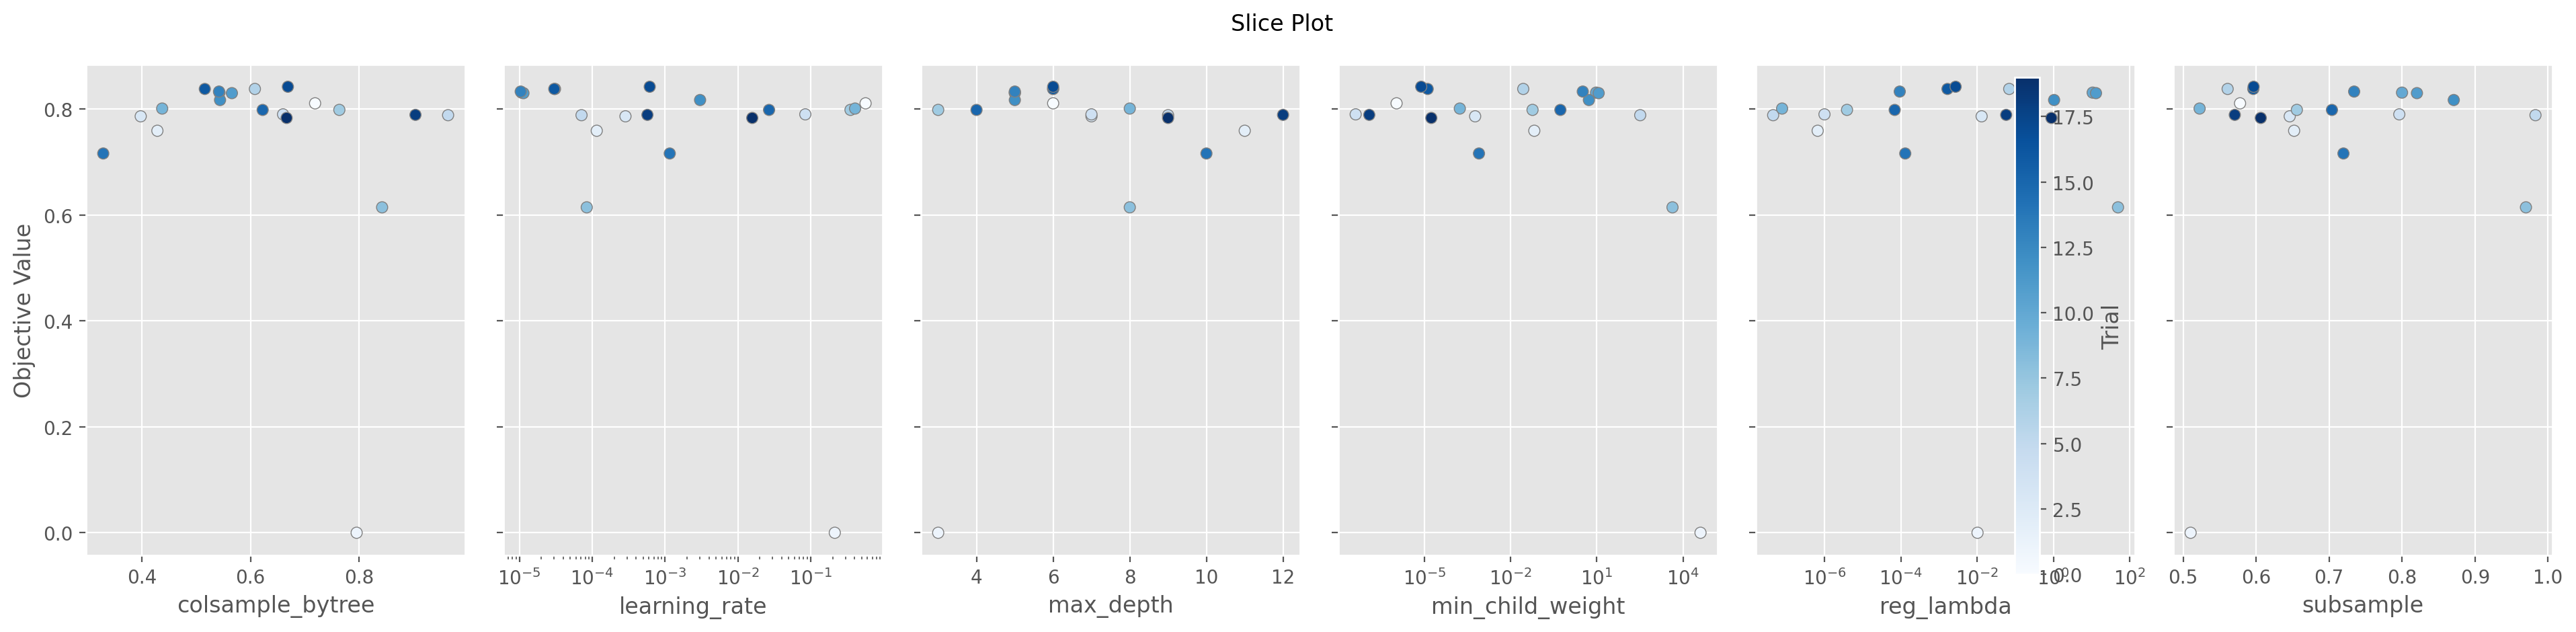 Slice Plot
Objective Value
0.8
0.6
0.4
0.2
0.0
0.4 0.6 0.8
colsample_bytree
10⁻⁵ 10⁻⁴ 10⁻³ 10⁻² 10⁻¹
learning_rate
4 6 8 10 12
max_depth
10⁻⁵ 10⁻² 10¹ 10⁴
min_child_weight
10⁻⁶ 10⁻⁴ 10⁻² 10⁰ 10²
reg_lambda
17.5
15.0
12.5
10.0
7.5
5.0
2.5
0.0
Trial
0.5 0.6 0.7 0.8 0.9 1.0
subsample